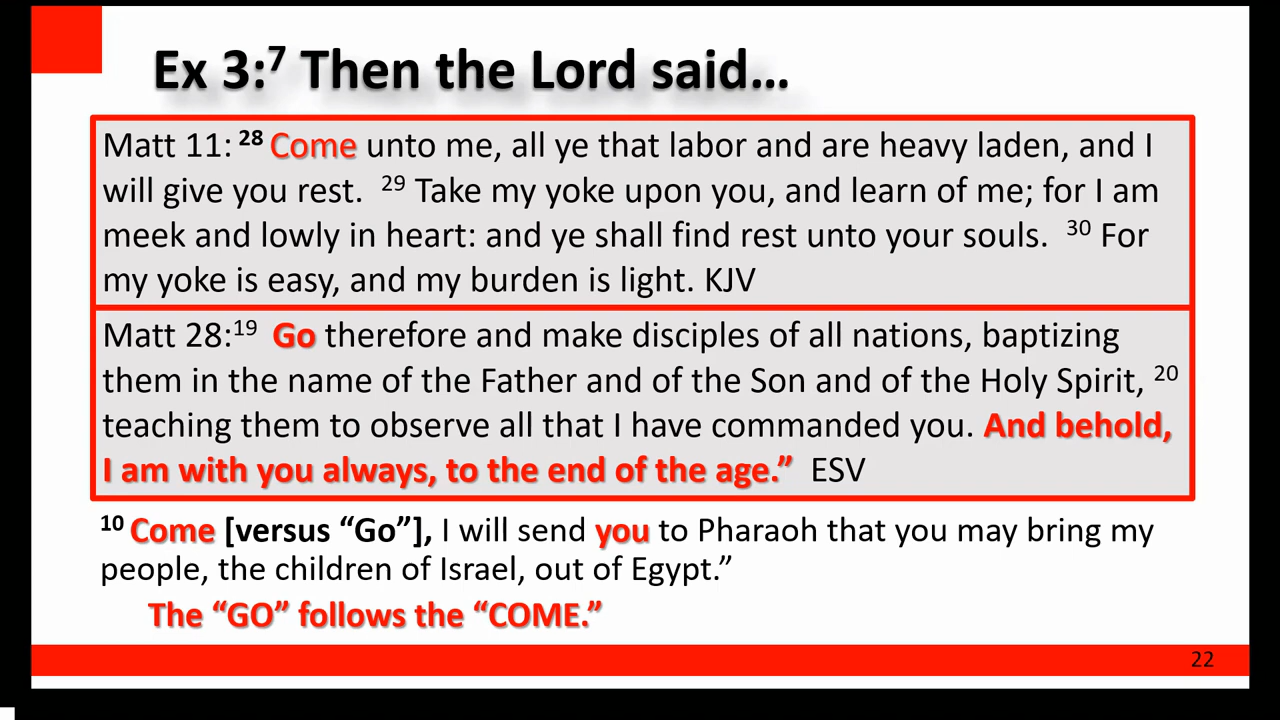 Ex 3:7 Then the Lord said…
Matt 11: 28 Come unto me, all ye that labor and are heavy laden, and I
will give you rest. 29 Take my yoke upon you, and learn of me; for I am
meek and lowly in heart: and ye shall find rest unto your souls. 30 For
my yoke is easy, and my burden is light. KJV
Matt 28:19 Go therefore and make disciples of all nations, baptizing
them in the name of the Father and of the Son and of the Holy Spirit, 20
teaching them to observe all that I have commanded you. And behold,
I am with you always, to the end of the age.” ESV
10 Come [versus “Go”], I will send you to Pharaoh that you may bring my
people, the children of Israel, out of Egypt.”
The “GO” follows the “COME.”
22